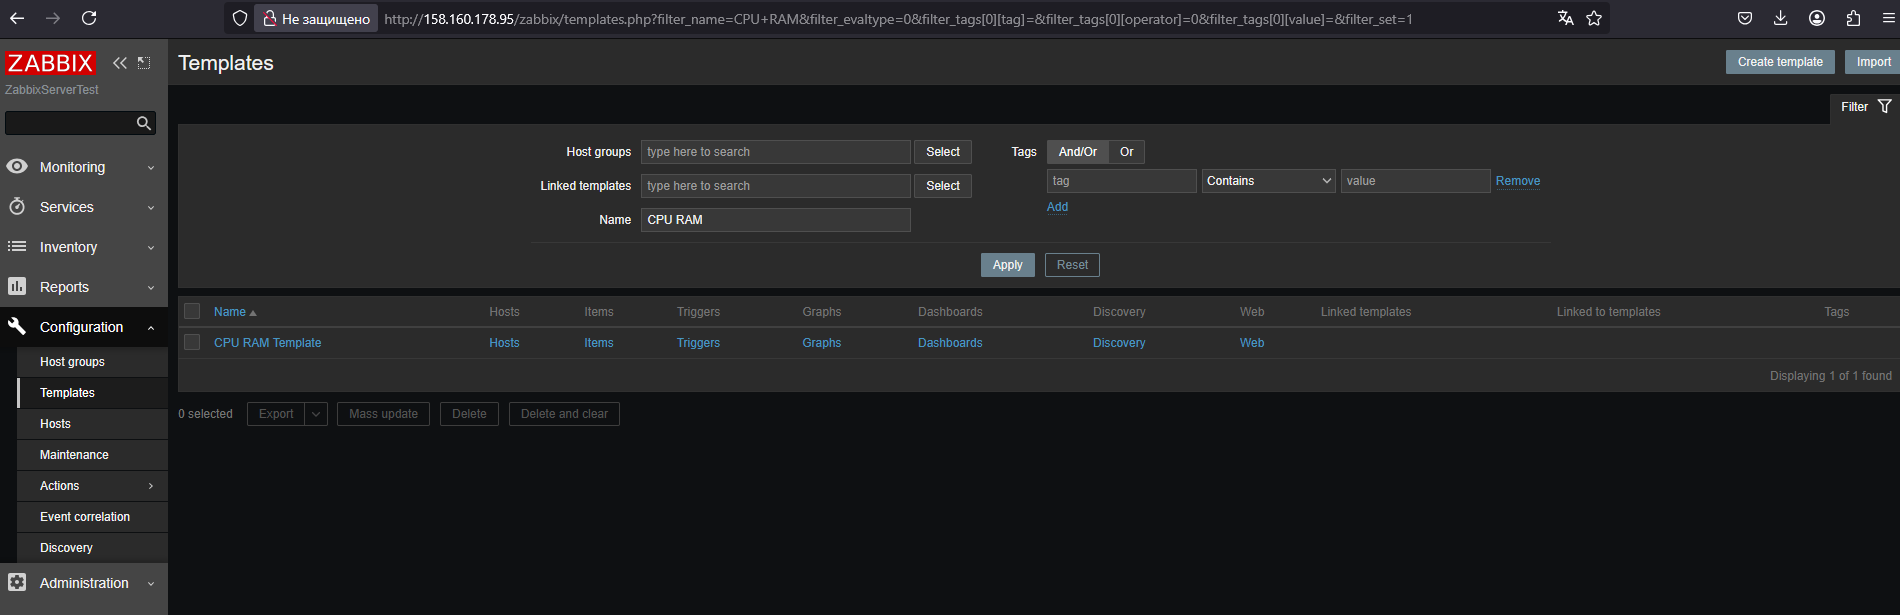 Не защищено http://158.160.178.95/zabbix/templates.php?filter_name=CPU+RAM&filter_evaltype=0&filter_tags[0][tag]=&filter_tags[0][operator]=0&filter_tags[0][value]=&filter_set=1
ZABBIX
ZabbixServerTest
Monitoring
Services
Inventory
Reports
Configuration
Host groups
Templates
Hosts
Maintenance
Actions
Event correlation
Discovery
Administration
Templates Create template Import
Filter
Host groups type here to search Select Tags And/Or Or
Linked templates type here to search Select tag Contains value Remove
Add
Name CPU RAM
Apply Reset
Name Hosts Items Triggers Graphs Dashboards Discovery Web Linked templates Linked to templates Tags
CPU RAM Template Hosts Items Triggers Graphs Dashboards Discovery Web
Displaying 1 of 1 found
0 selected Export Mass update Delete Delete and clear